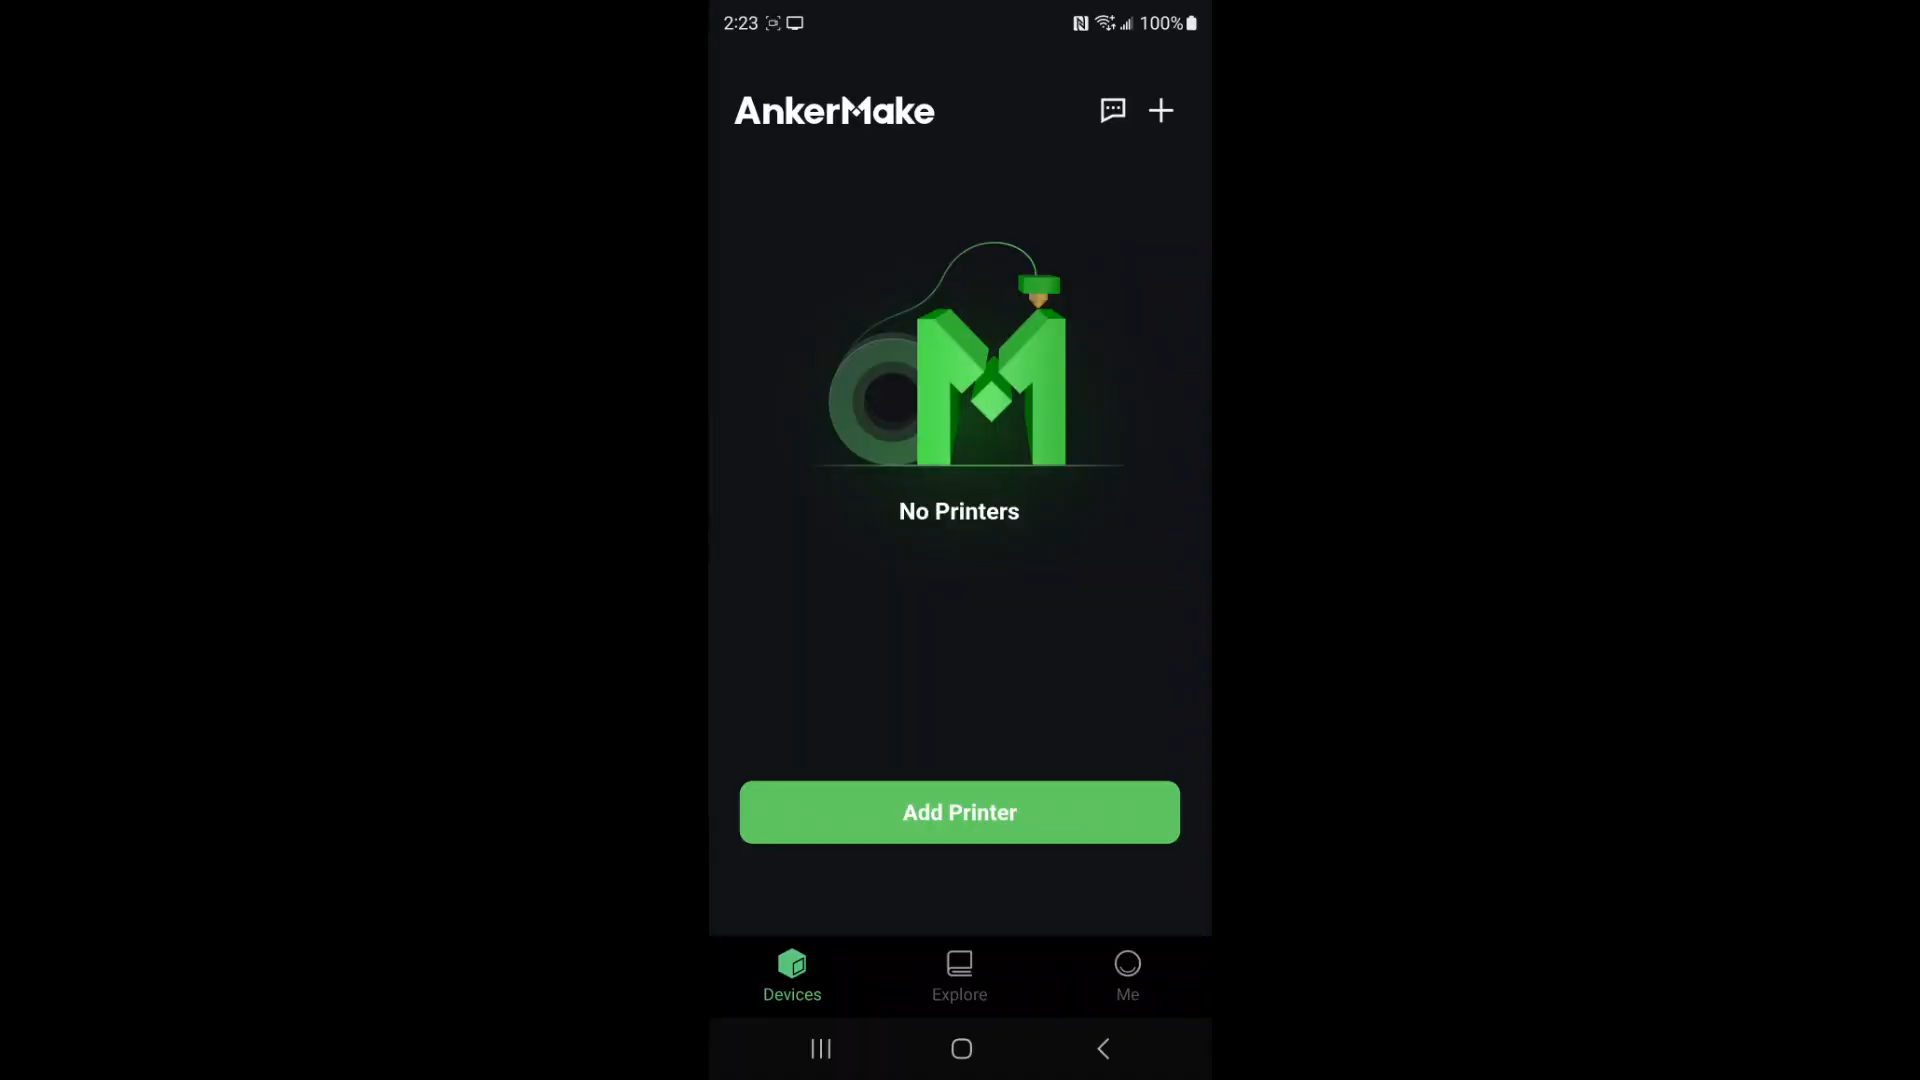 2:23
100%
AnkerMake
No Printers
Add Printer
Devices
Explore
Me